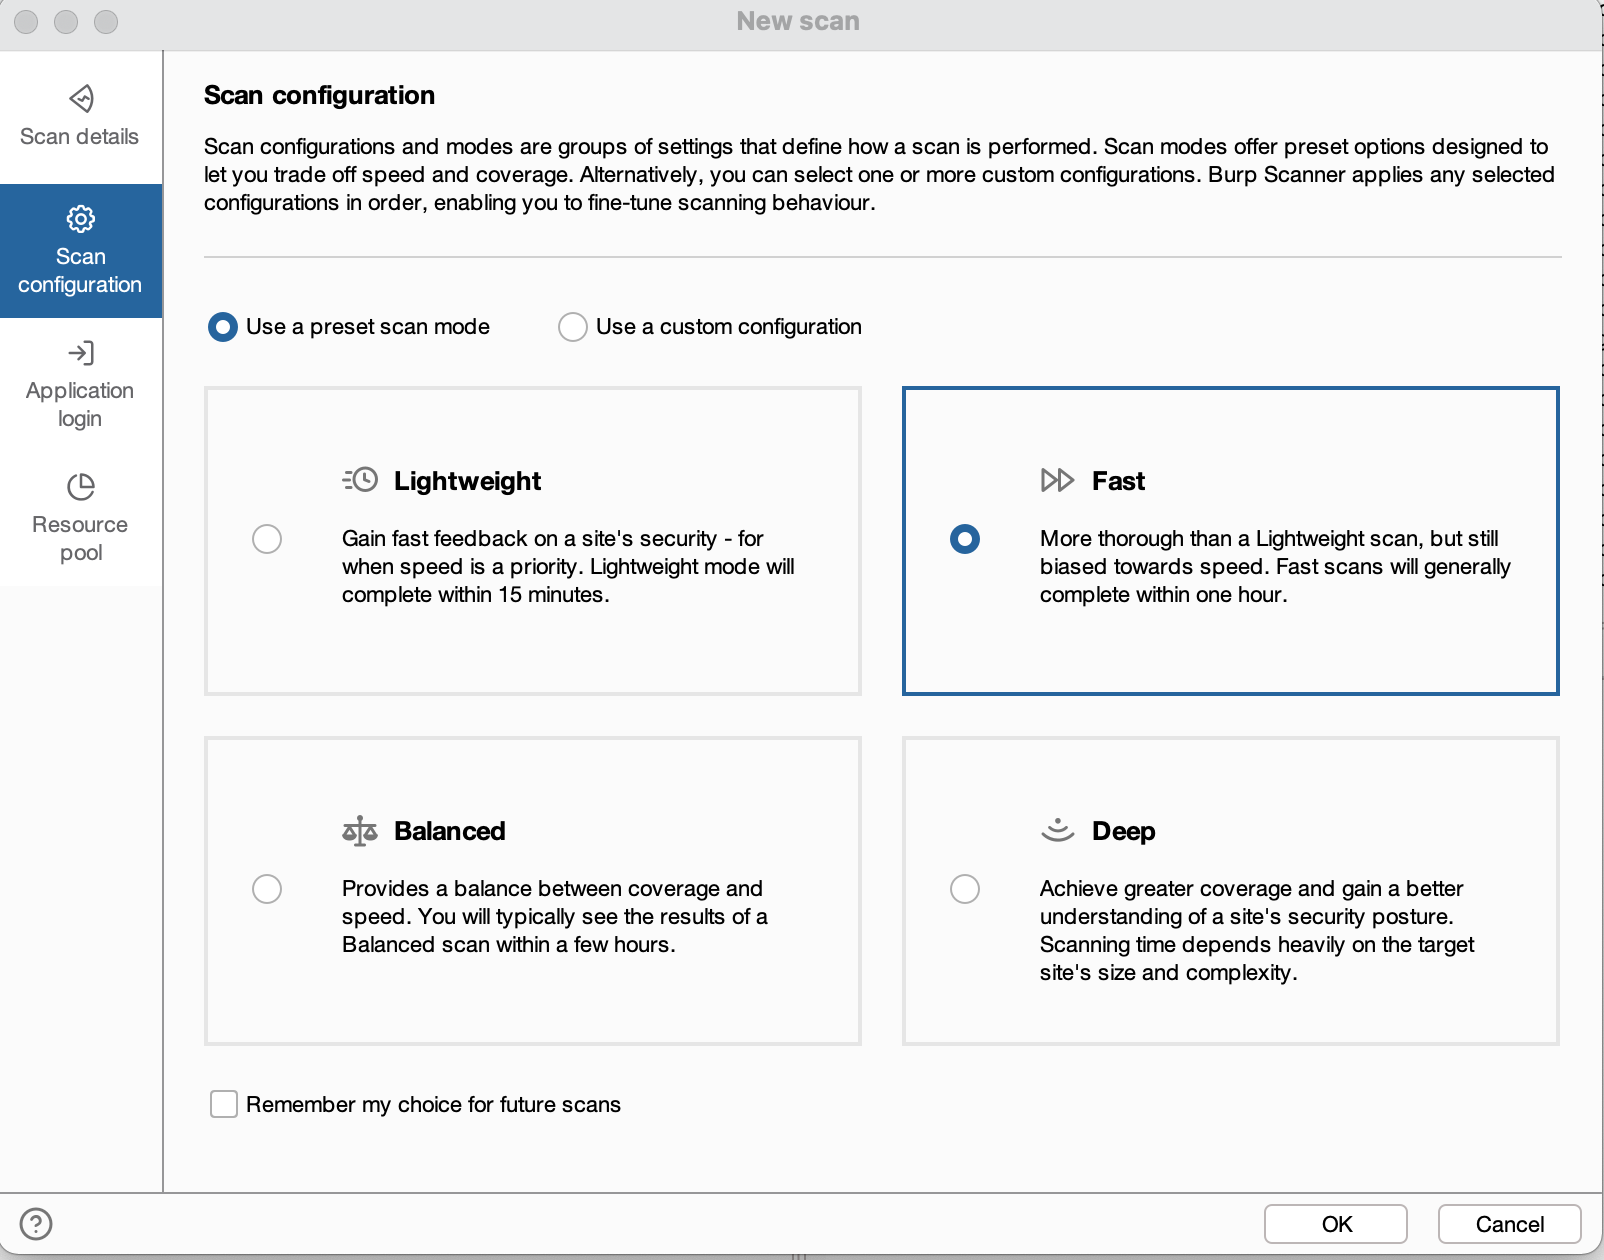 New scan
Scan details
Scan
configuration
Application
login
Resource
pool
Scan configuration
Scan configurations and modes are groups of settings that define how a scan is performed. Scan modes offer preset options designed to
let you trade off speed and coverage. Alternatively, you can select one or more custom configurations. Burp Scanner applies any selected
configurations in order, enabling you to fine-tune scanning behaviour.
Use a preset scan mode
Use a custom configuration
Lightweight
Gain fast feedback on a site's security - for
when speed is a priority. Lightweight mode will
complete within 15 minutes.
Fast
More thorough than a Lightweight scan, but still
biased towards speed. Fast scans will generally
complete within one hour.
Balanced
Provides a balance between coverage and
speed. You will typically see the results of a
Balanced scan within a few hours.
Deep
Achieve greater coverage and gain a better
understanding of a site's security posture.
Scanning time depends heavily on the target
site's size and complexity.
Remember my choice for future scans
?
OK
Cancel